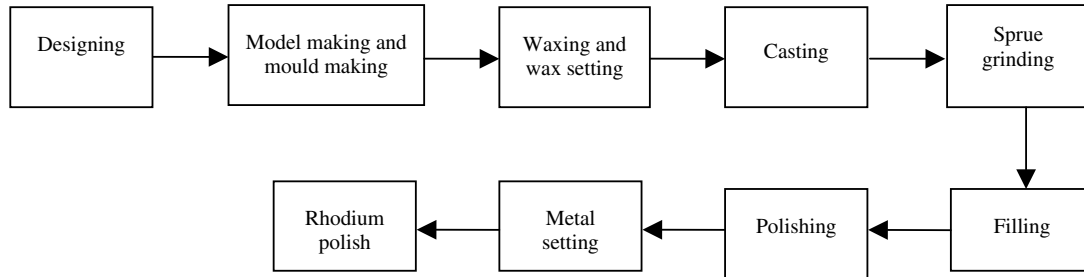 Designing
Model making and
mould making
Waxing and
wax setting
Casting
Sprue
grinding
Filling
Polishing
Metal
setting
Rhodium
polish